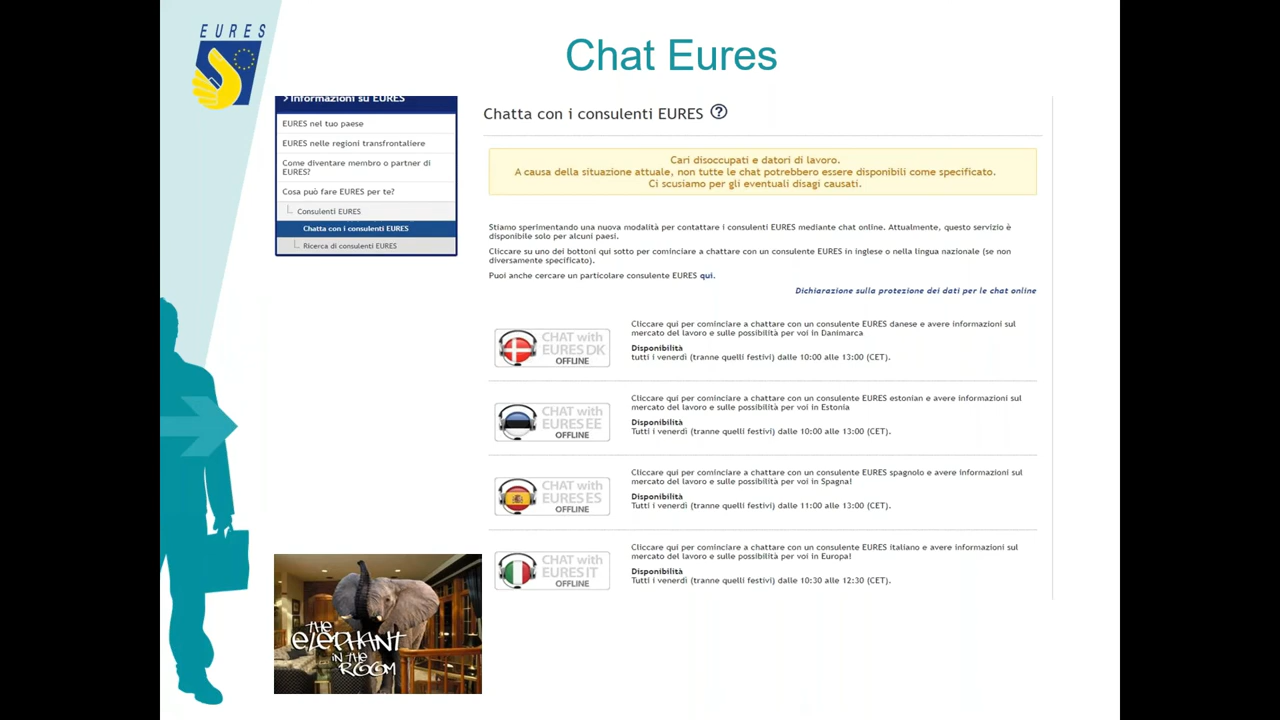 EURES
Chat Eures
> Informazioni su EURES
EURES nel tuo paese
EURES nelle regioni transfrontaliere
Come diventare membro o partner di
EURES?
Cosa può fare EURES per te?
Consulenti EURES
Chatta con i consulenti EURES
Ricerca di consulenti EURES
Chatta con i consulenti EURES ?
Cari disoccupati e datori di lavoro.
A causa della situazione attuale, non tutte le chat potrebbero essere disponibili come specificato.
Ci scusiamo per gli eventuali disagi causati.
Stiamo sperimentando una nuova modalità per contattare i consulenti EURES mediante chat online. Attualmente, questo servizio è
disponibile solo per alcuni paesi.
Cliccare su uno dei bottoni qui sotto per cominciare a chattare con un consulente EURES in inglese o nella lingua nazionale (se non
diversamente specificato).
Puoi anche cercare un particolare consulente EURES qui.
Dichiarazione sulla protezione dei dati per le chat online
CHAT with
EURES DK
OFFLINE
Cliccare qui per cominciare a chattare con un consulente EURES danese e avere informazioni sul
mercato del lavoro e sulle possibilità per voi in Danimarca
Disponibilità
tutti i venerdì (tranne quelli festivi) dalle 10:00 alle 13:00 (CET).
CHAT with
EURES EE
OFFLINE
Cliccare qui per cominciare a chattare con un consulente EURES estonian e avere informazioni sul
mercato del lavoro e sulle possibilità per voi in Estonia
Disponibilità
Tutti i venerdì (tranne quelli festivi) dalle 10:00 alle 13:00 (CET).
CHAT with
EURES ES
OFFLINE
Cliccare qui per cominciare a chattare con un consulente EURES spagnolo e avere informazioni sul
mercato del lavoro e sulle possibilità per voi in Spagna!
Disponibilità
Tutti i venerdì (tranne quelli festivi) dalle 11:00 alle 13:00 (CET).
CHAT with
EURES IT
OFFLINE
Cliccare qui per cominciare a chattare con un consulente EURES italiano e avere informazioni sul
mercato del lavoro e sulle possibilità per voi in Europa!
Disponibilità
Tutti i venerdì (tranne quelli festivi) dalle 10:30 alle 12:30 (CET).
THE
ELEPHANT
IN THE
ROOM